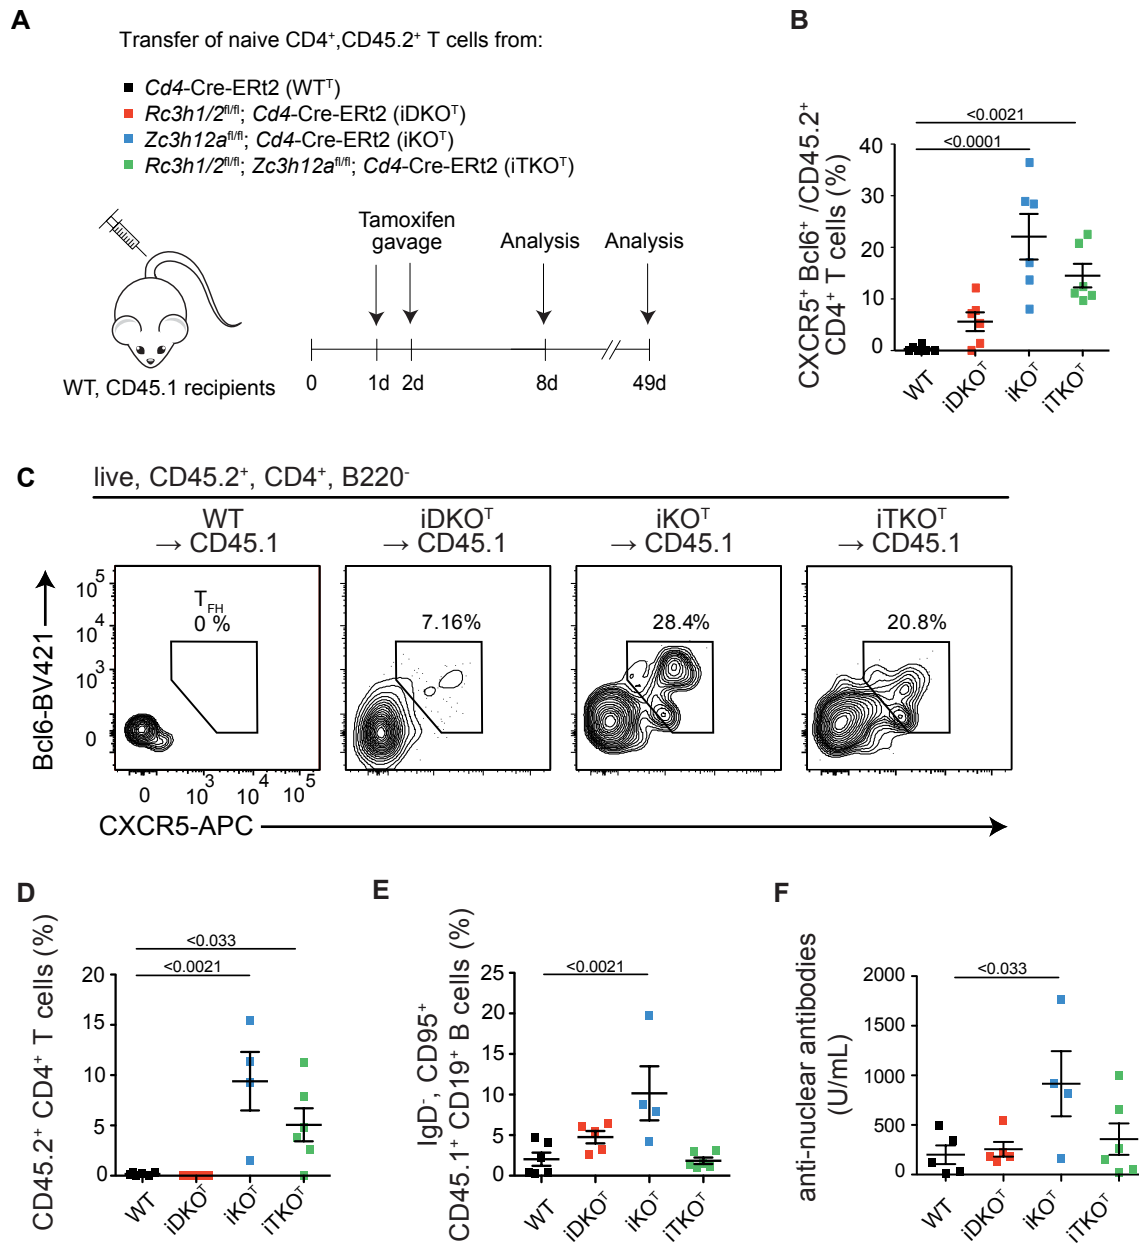 A
Transfer of naive CD4⁺,CD45.2⁺ T cells from:
Cd4-Cre-ERt2 (WTᵀ)
Rc3h1/2ᶠˡ/ᶠˡ; Cd4-Cre-ERt2 (iDKOᵀ)
Zc3h12aᶠˡ/ᶠˡ; Cd4-Cre-ERt2 (iKOᵀ)
Rc3h1/2ᶠˡ/ᶠˡ; Zc3h12aᶠˡ/ᶠˡ; Cd4-Cre-ERt2 (iTKOᵀ)
Tamoxifen
gavage
Analysis
Analysis
WT, CD45.1 recipients
0
1d
2d
8d
49d
B
CXCR5⁺ Bcl6⁺ /CD45.2⁺
CD4⁺ T cells (%)
<0.0021
<0.0001
40
30
20
10
0
WT
iDKOᵀ
iKOᵀ
iTKOᵀ
C
live, CD45.2⁺, CD4⁺, B220⁻
WT
→ CD45.1
iDKOᵀ
→ CD45.1
iKOᵀ
→ CD45.1
iTKOᵀ
→ CD45.1
Bcl6-BV421
10⁵
10⁴
10³
0
T_FH
0 %
7.16%
28.4%
20.8%
0
10³
10⁴
10⁵
CXCR5-APC
D
CD45.2⁺ CD4⁺ T cells (%)
<0.033
<0.0021
20
15
10
5
0
WT
iDKOᵀ
iKOᵀ
iTKOᵀ
E
IgD⁻, CD95⁺
CD45.1⁺ CD19⁺ B cells (%)
<0.0021
25
20
15
10
5
0
WT
iDKOᵀ
iKOᵀ
iTKOᵀ
F
anti-nuclear antibodies
(U/mL)
<0.033
2000
1500
1000
500
0
WT
iDKOᵀ
iKOᵀ
iTKOᵀ